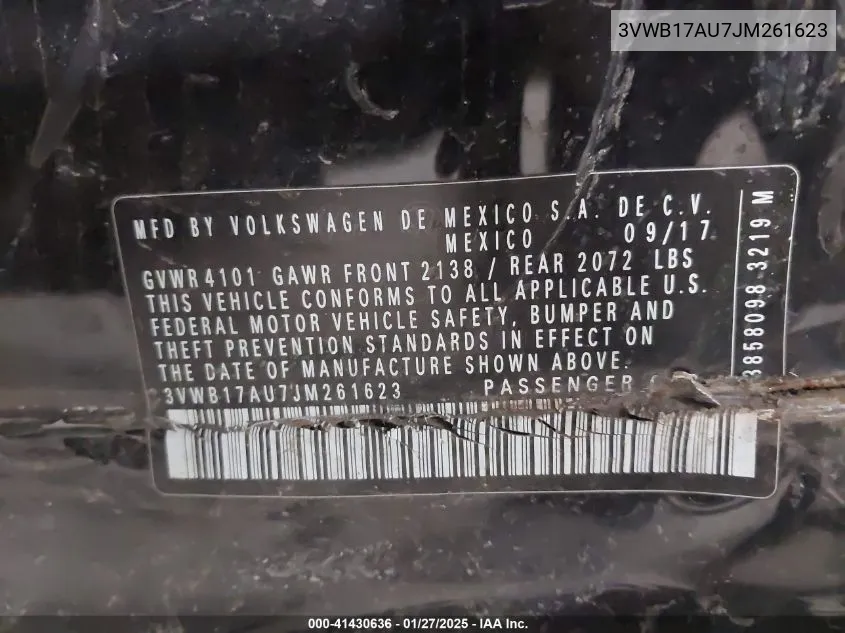 3VWB17AU7JM261623
MFD BY VOLKSWAGEN DE MEXICO S.A. DE C.V.
MEXICO 09/17
GVWR 4101 GAWR FRONT 2138 / REAR 2072 LBS
THIS VEHICLE CONFORMS TO ALL APPLICABLE U.S.
FEDERAL MOTOR VEHICLE SAFETY, BUMPER AND
THEFT PREVENTION STANDARDS IN EFFECT ON
THE DATE OF MANUFACTURE SHOWN ABOVE.
3VWB17AU7JM261623 PASSENGER
3858098 3219 M
000-41430636 - 01/27/2025 - IAA Inc.